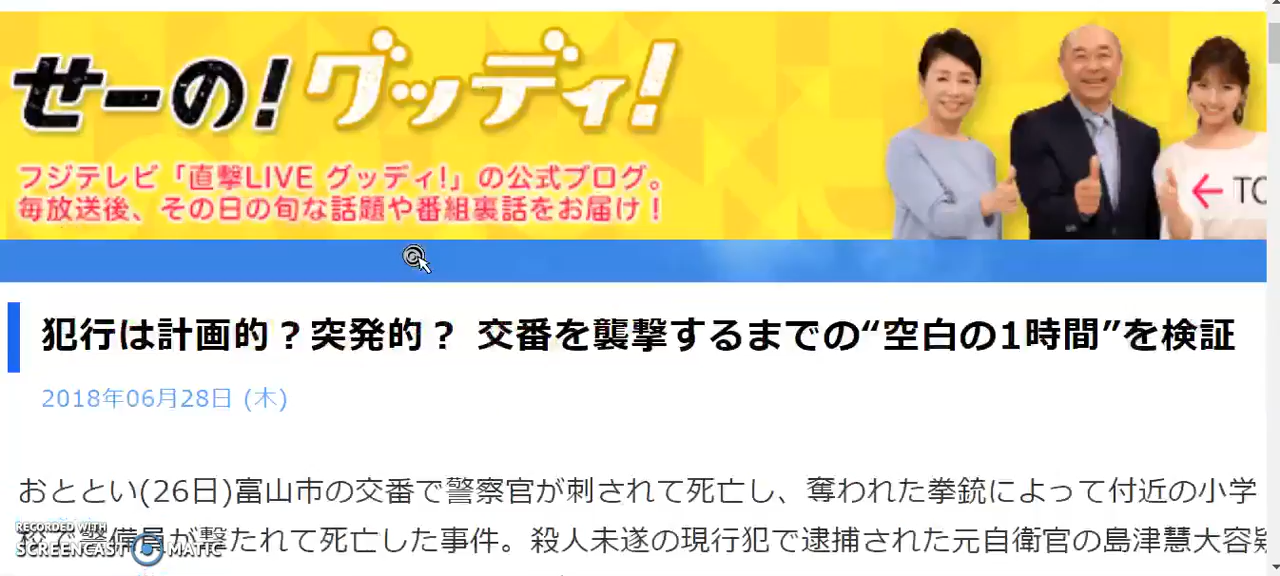 せーの！グッディ！
フジテレビ「直撃LIVE グッディ!」の公式ブログ。
毎放送後、その日の旬な話題や番組裏話をお届け！
← TO
犯行は計画的？突発的？ 交番を襲撃するまでの“空白の1時間”を検証
2018年06月28日 (木)
おととい(26日)富山市の交番で警察官が刺されて死亡し、奪われた拳銃によって付近の小学
校で警備員が撃たれて死亡した事件。殺人未遂の現行犯で逮捕された元自衛官の島津慧大容疑
RECORDED WITH
SCREENCAST MATIC